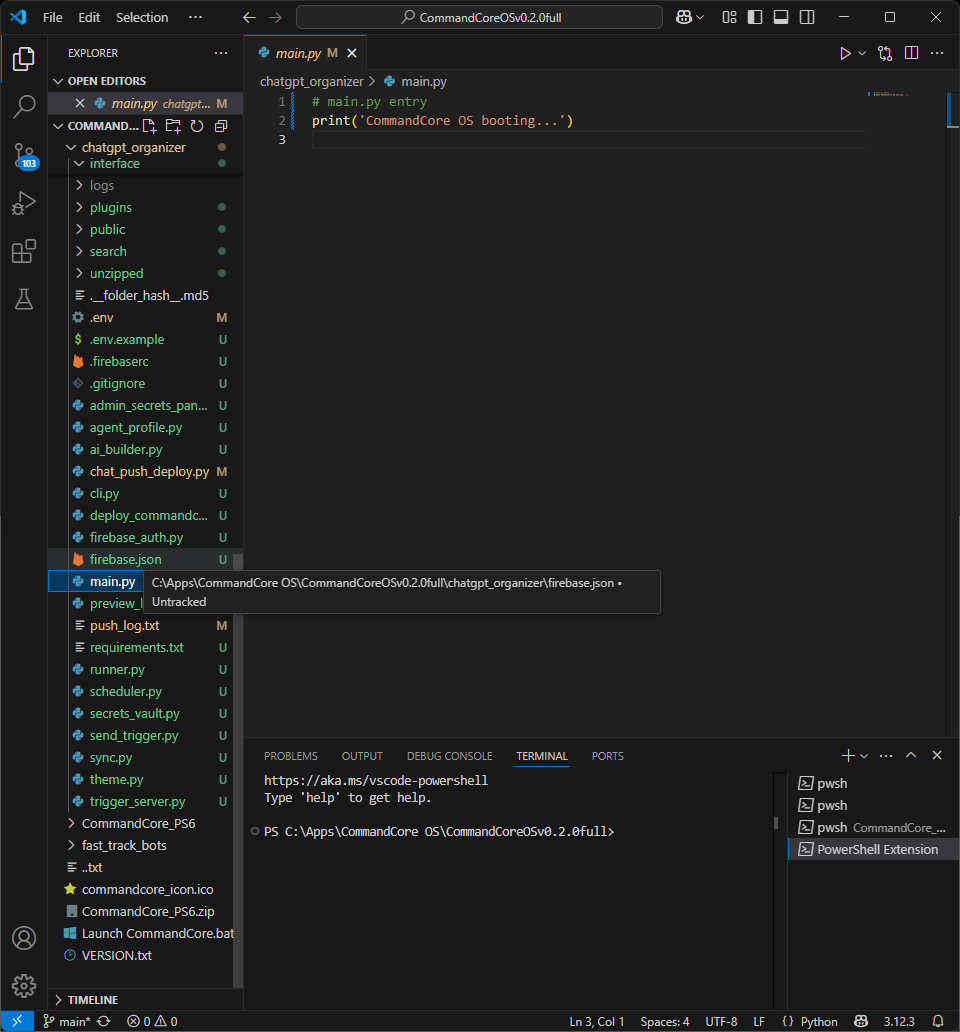 File Edit Selection ··· CommandCoreOSv0.2.0full
EXPLORER ···
OPEN EDITORS
main.py chatgpt... M
COMMAND...
chatgpt_organizer
interface
logs
plugins
public
search
unzipped
.__folder_hash__.md5
.env M
$ .env.example U
.firebaserc U
.gitignore U
admin_secrets_pan... U
agent_profile.py U
ai_builder.py U
chat_push_deploy.py M
cli.py U
deploy_commandc... U
firebase_auth.py U
firebase.json U
main.py
preview_l
push_log.txt M
requirements.txt U
runner.py U
scheduler.py U
secrets_vault.py U
send_trigger.py U
sync.py U
theme.py U
trigger_server.py U
CommandCore_PS6
fast_track_bots
..txt
commandcore_icon.ico
CommandCore_PS6.zip
Launch CommandCore.bat
VERSION.txt
TIMELINE
103
main.py M
chatgpt_organizer > main.py
1 # main.py entry
2 print('CommandCore OS booting...')
3
C:\Apps\CommandCore OS\CommandCoreOSv0.2.0full\chatgpt_organizer\firebase.json •
Untracked
PROBLEMS OUTPUT DEBUG CONSOLE TERMINAL PORTS
https://aka.ms/vscode-powershell
Type 'help' to get help.
PS C:\Apps\CommandCore OS\CommandCoreOSv0.2.0full>
pwsh
pwsh
pwsh CommandCore_...
PowerShell Extension
main* 0 0 Ln 3, Col 1 Spaces: 4 UTF-8 LF {} Python 3.12.3